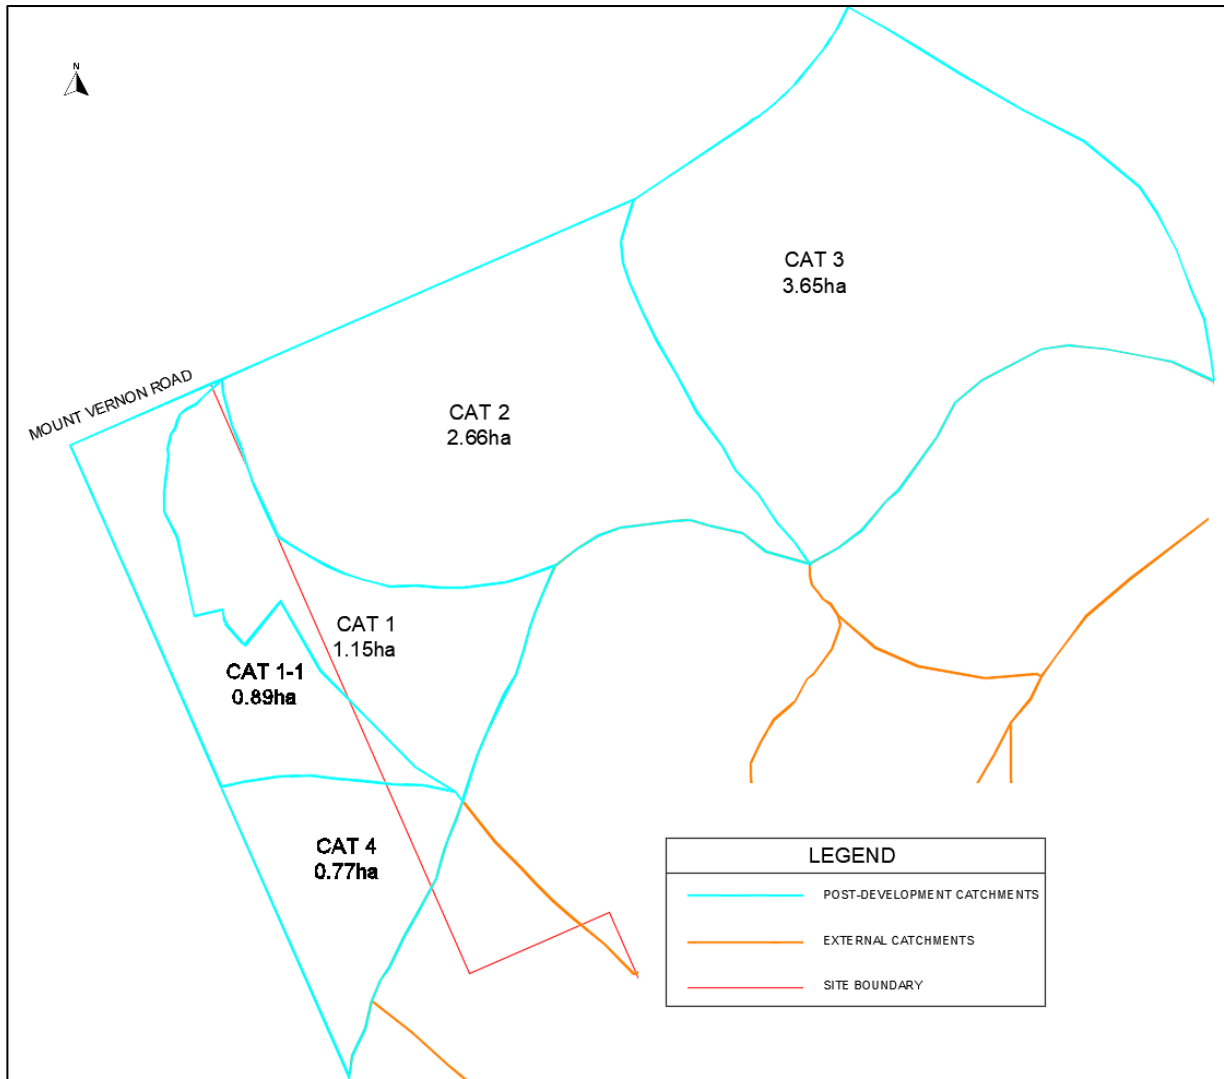 N
CAT 3
3.65ha
MOUNT VERNON ROAD
CAT 2
2.66ha
CAT 1
1.15ha
CAT 1-1
0.89ha
CAT 4
0.77ha
LEGEND
POST-DEVELOPMENT CATCHMENTS
EXTERNAL CATCHMENTS
SITE BOUNDARY